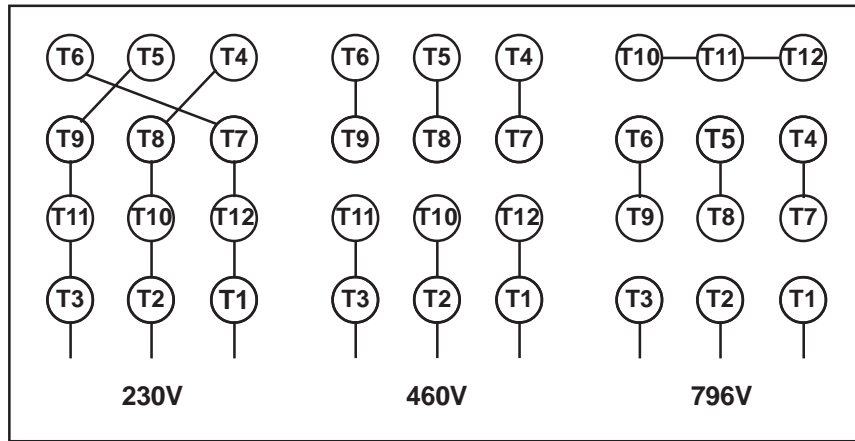 T6 T5 T4 T6 T5 T4 T10 T11 T12
T9 T8 T7 T9 T8 T7 T6 T5 T4
T11 T10 T12 T11 T10 T12 T9 T8 T7
T3 T2 T1 T3 T2 T1 T3 T2 T1
230V 460V 796V